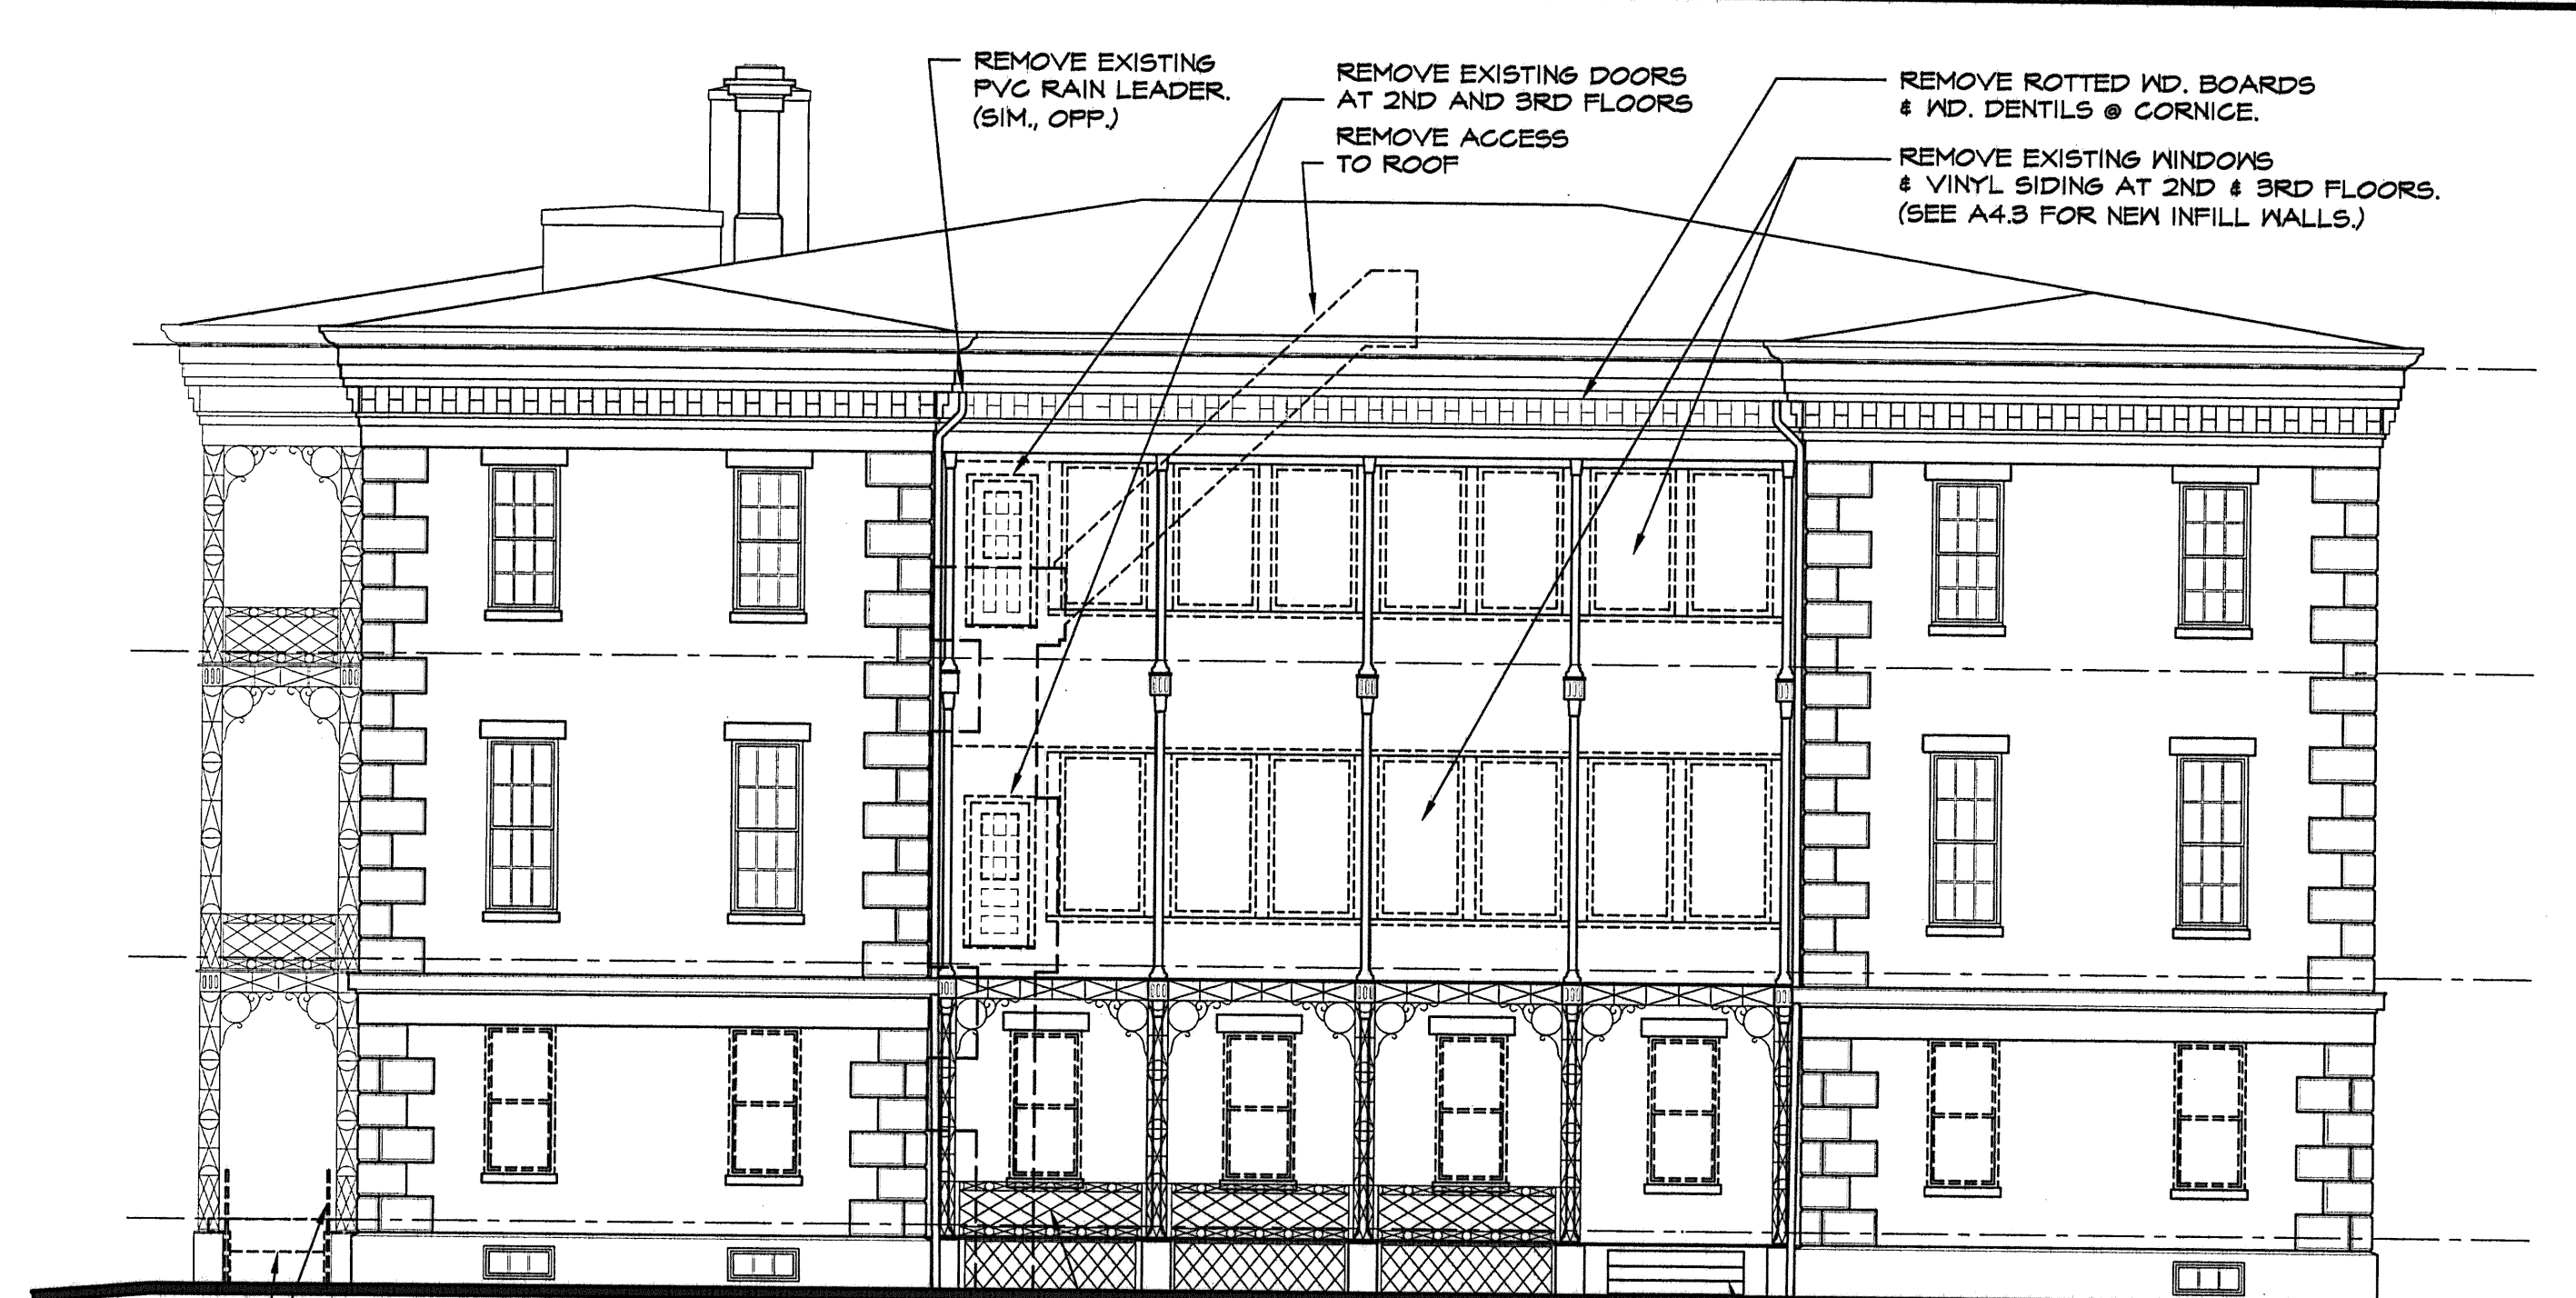 REMOVE EXISTING
PVC RAIN LEADER.
(SIM., OPP.)
REMOVE EXISTING DOORS
AT 2ND AND 3RD FLOORS
REMOVE ACCESS
TO ROOF
REMOVE ROTTED WD. BOARDS
& WD. DENTILS @ CORNICE.
REMOVE EXISTING WINDOWS
& VINYL SIDING AT 2ND & 3RD FLOORS.
(SEE A4.3 FOR NEW INFILL WALLS.)